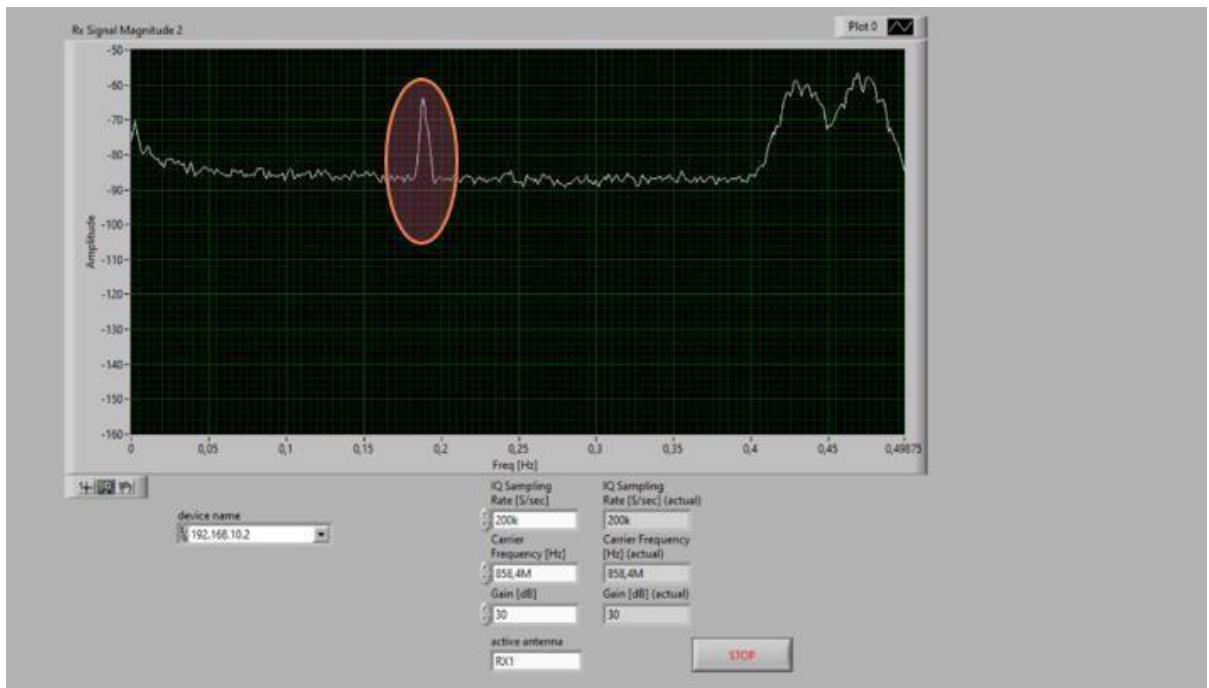 Rx Signal Magnitude 2
Plot 0
-50
-60
-70
-80
-90
-100
-110
-120
-130
-140
-150
-160
Amplitude
0
0,05
0,1
0,15
0,2
0,25
0,3
0,35
0,4
0,45
0,49875
Freq [Hz]
device name
192.168.10.2
IQ Sampling
Rate [S/sec]
200k
Carrier
Frequency [Hz]
858,4M
Gain [dB]
30
active antenna
RX1
IQ Sampling
Rate [S/sec] (actual)
200k
Carrier Frequency
[Hz] (actual)
858,4M
Gain [dB] (actual)
30
STOP